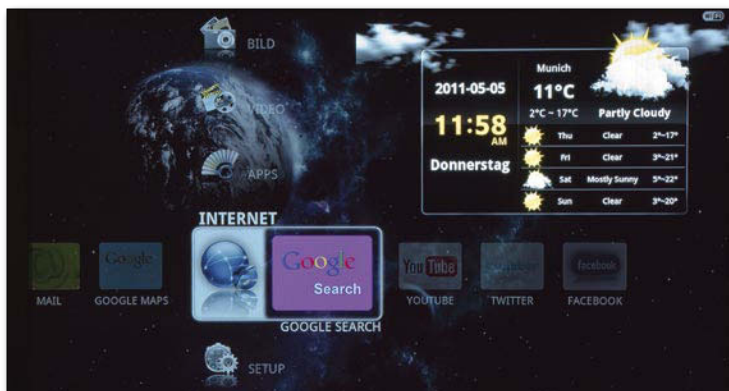 WiFi
BILD
VIDEO
APPS
INTERNET
Google
Search
GOOGLE SEARCH
MAIL
Google
GOOGLE MAPS
You Tube
YOUTUBE
TWITTER
facebook
FACEBOOK
SETUP
2011-05-05
11:58
AM
Donnerstag
Munich
11°C
2°C ~ 17°C Partly Cloudy
Thu Clear 2°~17°
Fri Clear 3°~21°
Sat Mostly Sunny 5°~22°
Sun Clear 3°~20°